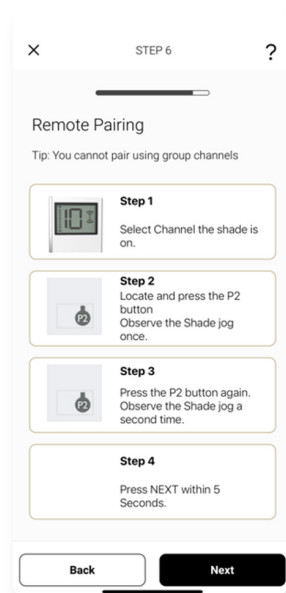 STEP 6
?
Remote Pairing
Tip: You cannot pair using group channels
Step 1
10
Select Channel the shade is
on.
Step 2
Locate and press the P2
button
P2
Observe the Shade jog
once.
Step 3
Press the P2 button again.
P2
Observe the Shade jog a
second time.
Step 4
Press NEXT within 5
Seconds.
Back
Next